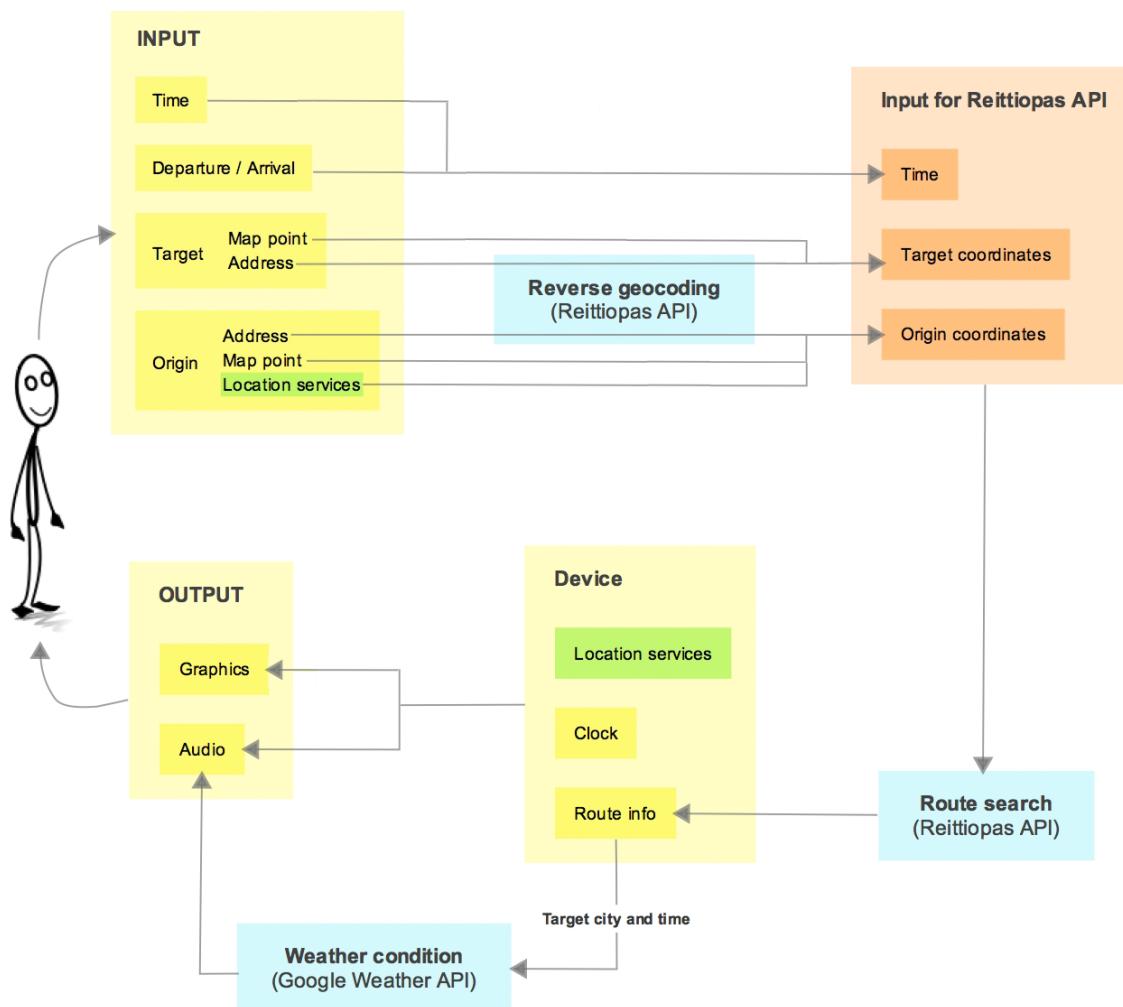 INPUT
Time
Departure / Arrival
Target
Map point
Address
Origin
Address
Map point
Location services
Reverse geocoding
(Reittiopas API)
Input for Reittiopas API
Time
Target coordinates
Origin coordinates
OUTPUT
Graphics
Audio
Device
Location services
Clock
Route info
Route search
(Reittiopas API)
Target city and time
Weather condition
(Google Weather API)